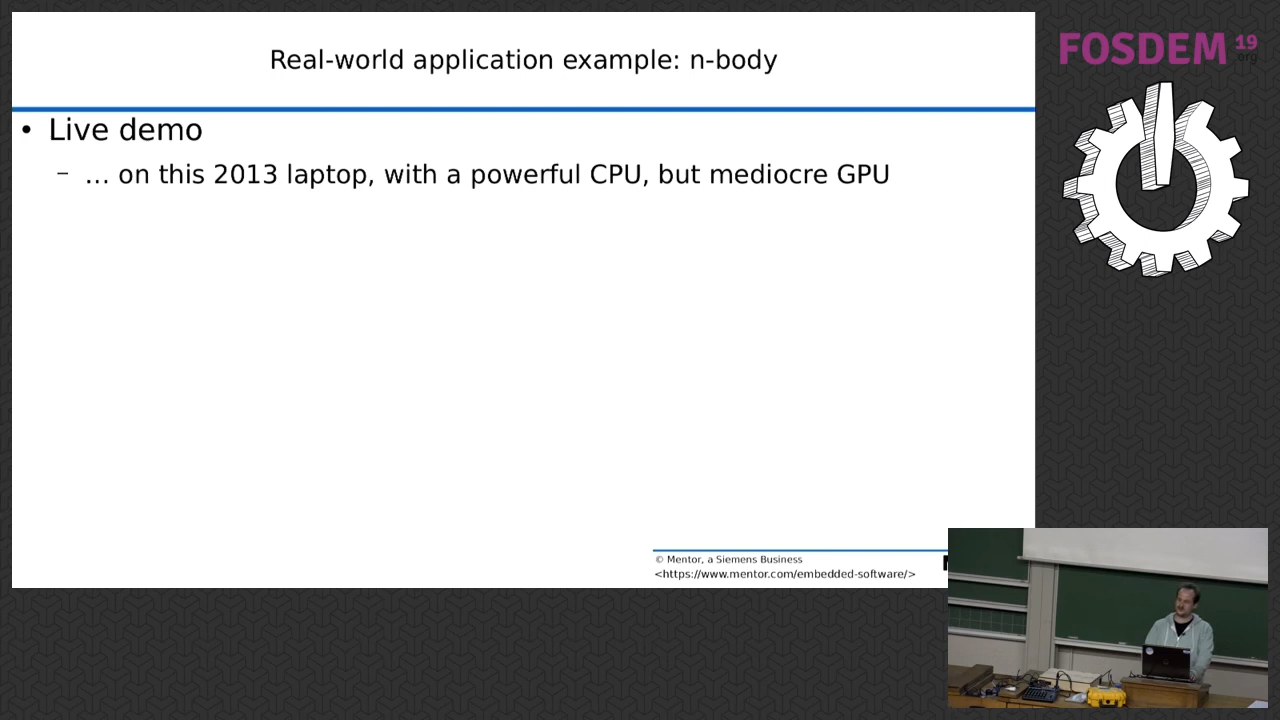 Real-world application example: n-body
• Live demo
– … on this 2013 laptop, with a powerful CPU, but mediocre GPU
© Mentor, a Siemens Business
<https://www.mentor.com/embedded-software/>
FOSDEM 19
.org